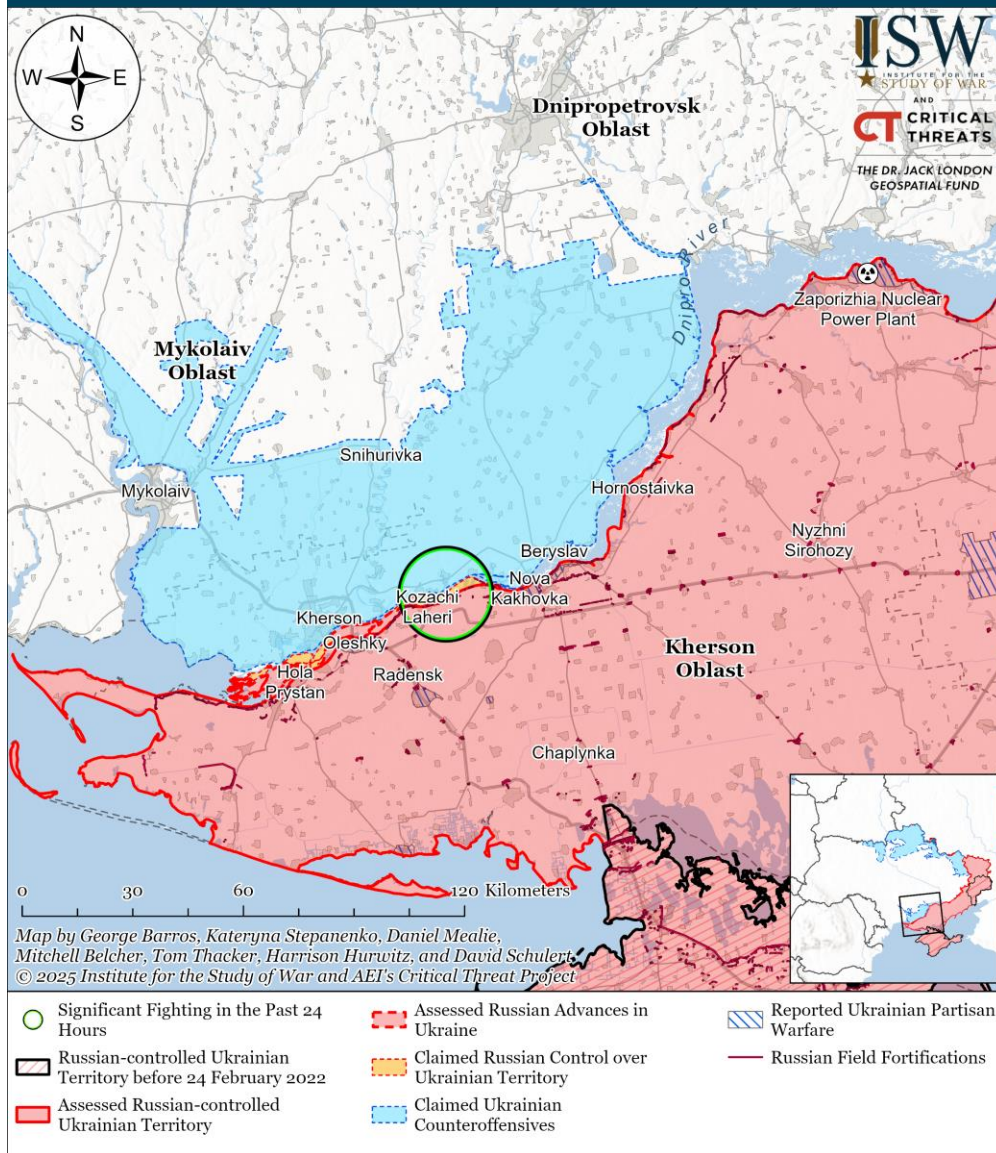 N
W E
S
ISW
INSTITUTE FOR THE
STUDY OF WAR
AND
CT CRITICAL
THREATS
THE DR. JACK LONDON
GEOSPATIAL FUND
Dnipropetrovsk
Oblast
Dnipro River
Zaporizhia Nuclear
Power Plant
Mykolaiv
Oblast
Snihurivka
Mykolaiv
Hornostaivka
Nyzhni
Sirohozy
Beryslav
Nova
Kakhovka
Kozachi
Laheri
Kherson
Oleshky
Kherson
Oblast
Hola
Prystan
Radensk
Chaplynka
0 30 60 120 Kilometers
Map by George Barros, Kateryna Stepanenko, Daniel Mealie,
Mitchell Belcher, Tom Thacker, Harrison Hurwitz, and David Schulert
© 2025 Institute for the Study of War and AEI's Critical Threat Project
Significant Fighting in the Past 24
Hours
Russian-controlled Ukrainian
Territory before 24 February 2022
Assessed Russian-controlled
Ukrainian Territory
Assessed Russian Advances in
Ukraine
Claimed Russian Control over
Ukrainian Territory
Claimed Ukrainian
Counteroffensives
Reported Ukrainian Partisan
Warfare
Russian Field Fortifications